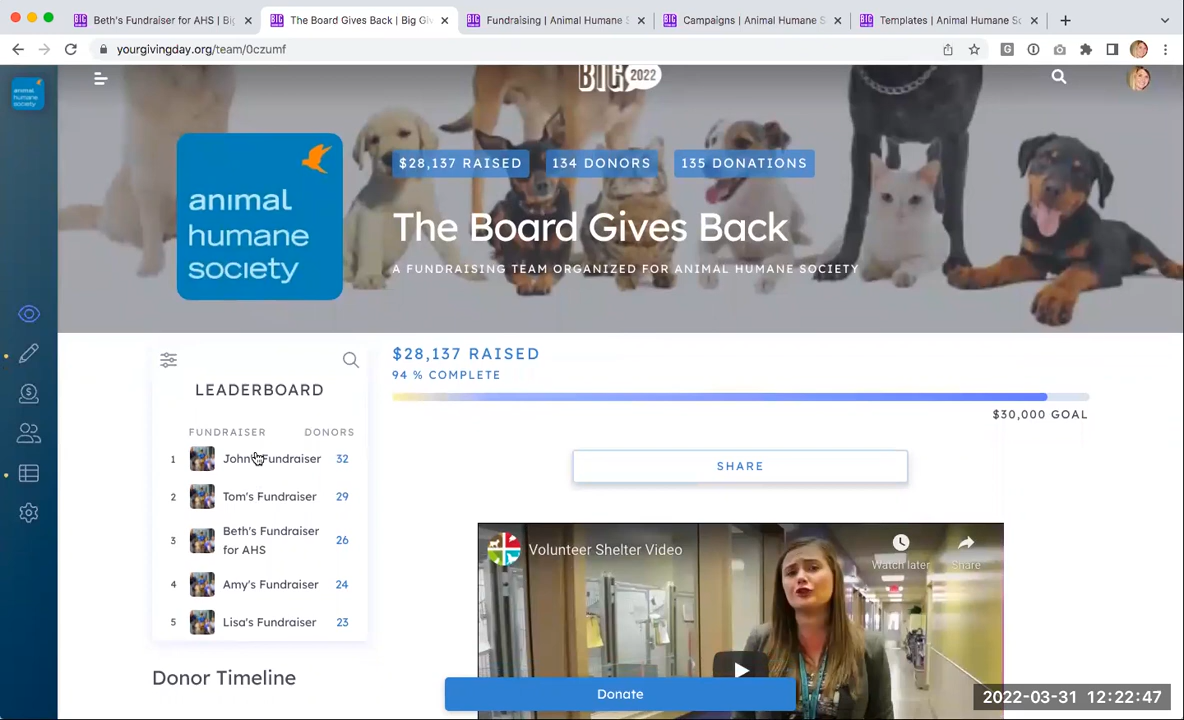 Beth's Fundraiser for AHS | Big
The Board Gives Back | Big Giv
Fundraising | Animal Humane S
Campaigns | Animal Humane S
Templates | Animal Humane So
yourgivingday.org/team/0czumf
animal
humane
society
BIG 2022
animal
humane
society
$28,137 RAISED
134 DONORS
135 DONATIONS
The Board Gives Back
A FUNDRAISING TEAM ORGANIZED FOR ANIMAL HUMANE SOCIETY
$28,137 RAISED
94 % COMPLETE
$30,000 GOAL
LEADERBOARD
FUNDRAISER DONORS
1 John's Fundraiser 32
2 Tom's Fundraiser 29
3 Beth's Fundraiser for AHS 26
4 Amy's Fundraiser 24
5 Lisa's Fundraiser 23
SHARE
Volunteer Shelter Video
Watch later
Share
Donor Timeline
Donate
2022-03-31 12:22:47